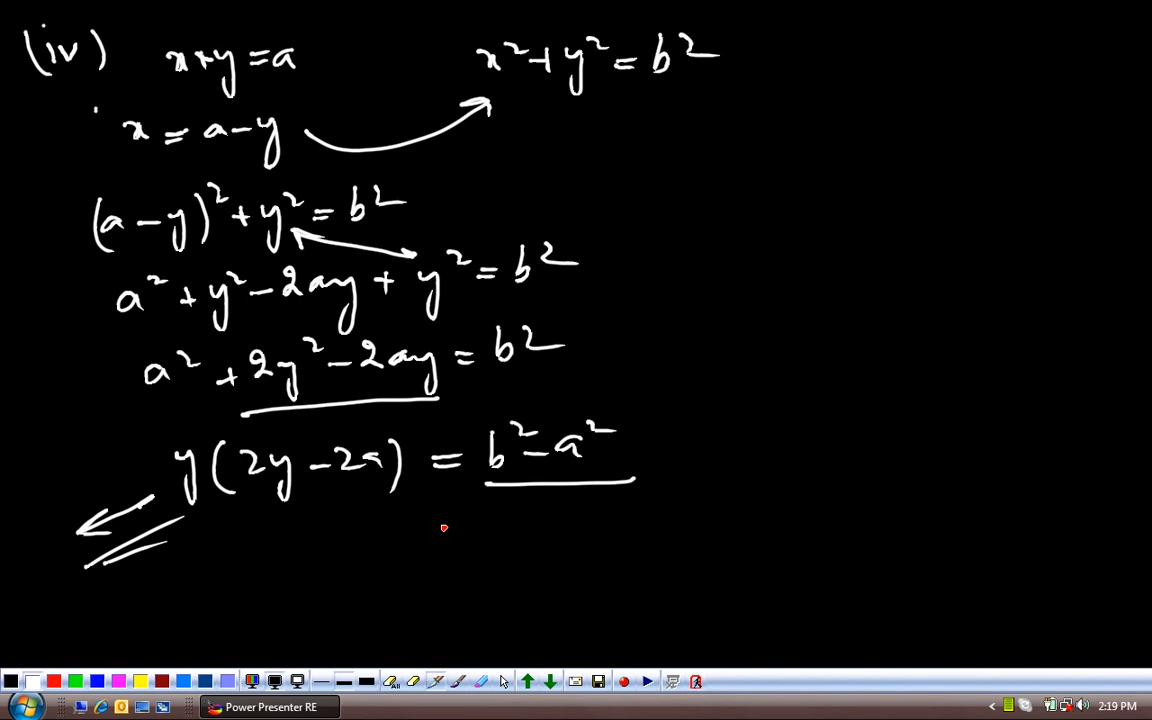 (iv) x+y=a x²+y²=b²
x = a-y
(a-y)²+y²=b²
a²+y²-2ay+y²=b²
a²+2y²-2ay=b²
y(2y-2a) = b²-a²
Power Presenter RE
2:19 PM